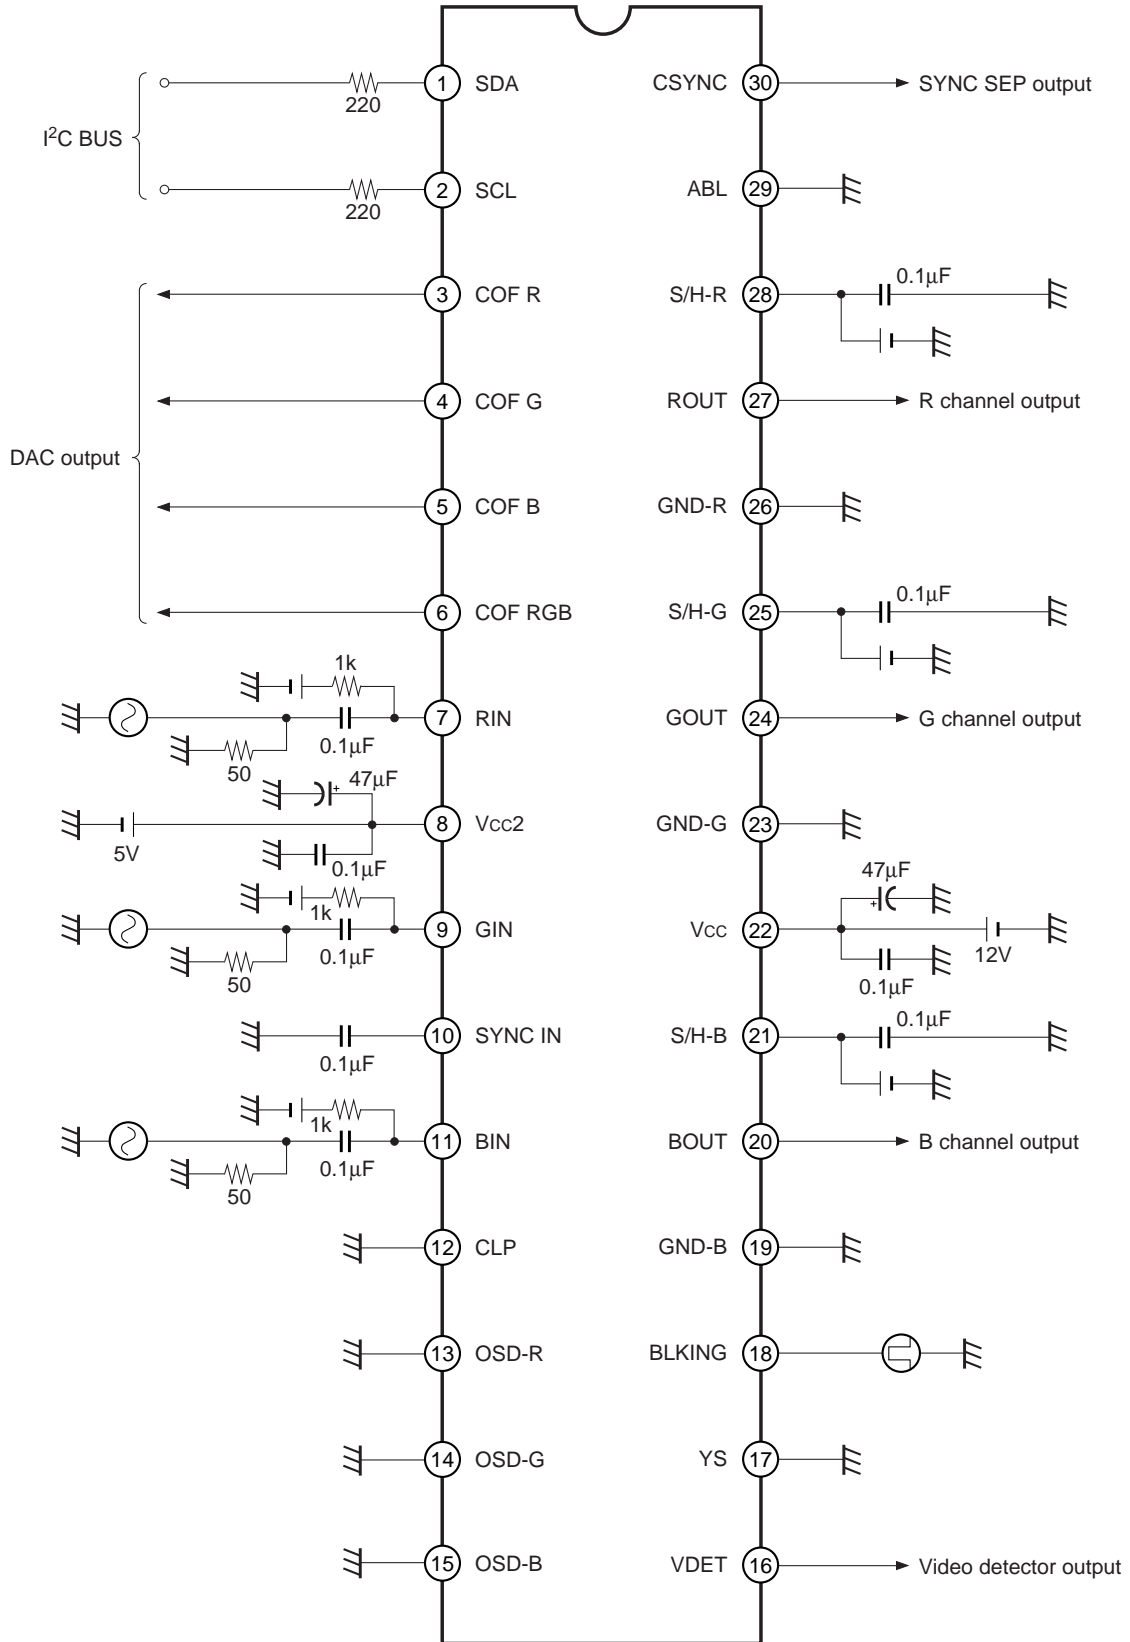 I²C BUS
220
1 SDA
220
2 SCL
DAC output
3 COF R
4 COF G
5 COF B
6 COF RGB
1k
0.1µF
50
7 RIN
47µF
+
5V
0.1µF
8 VCC2
1k
0.1µF
50
9 GIN
0.1µF
10 SYNC IN
1k
0.1µF
50
11 BIN
12 CLP
13 OSD-R
14 OSD-G
15 OSD-B
CSYNC 30 SYNC SEP output
ABL 29
S/H-R 28 0.1µF
ROUT 27 R channel output
GND-R 26
S/H-G 25 0.1µF
GOUT 24 G channel output
GND-G 23
47µF
+
VCC 22
12V
0.1µF
S/H-B 21 0.1µF
BOUT 20 B channel output
GND-B 19
BLKING 18
YS 17
VDET 16 Video detector output